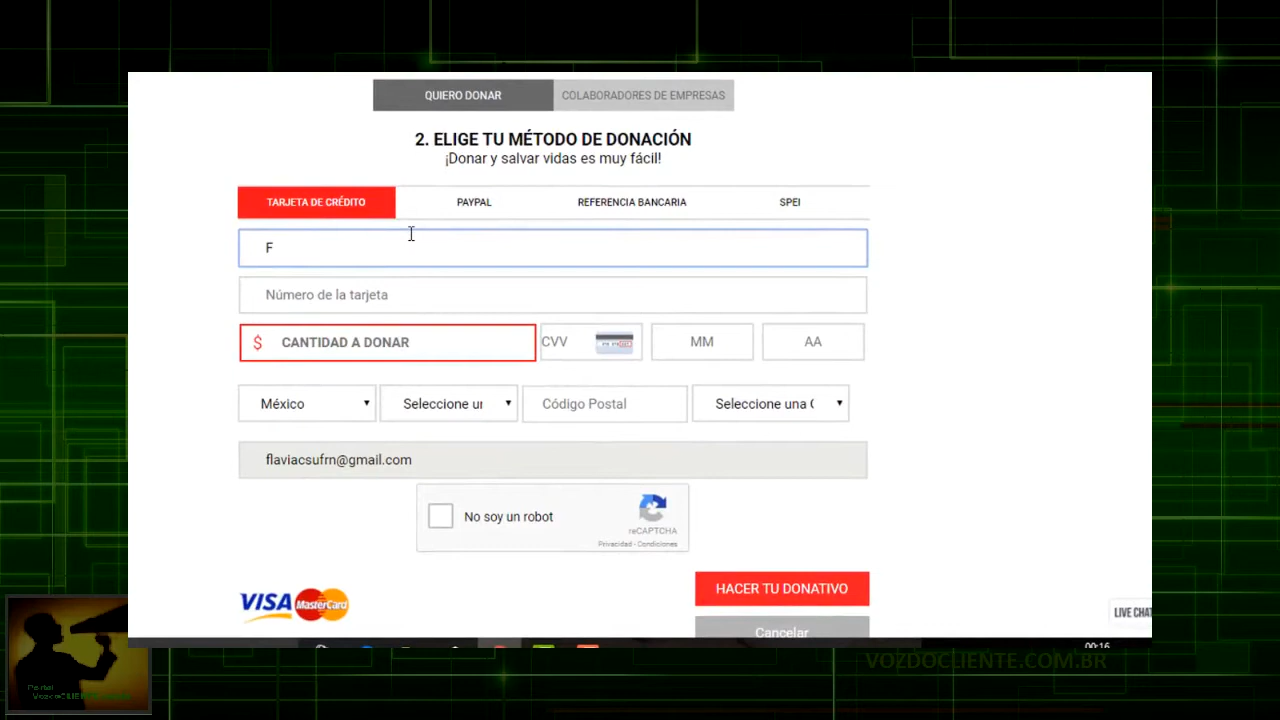 QUIERO DONAR
COLABORADORES DE EMPRESAS
2. ELIGE TU MÉTODO DE DONACIÓN
¡Donar y salvar vidas es muy fácil!
TARJETA DE CRÉDITO
PAYPAL
REFERENCIA BANCARIA
SPEI
F
Número de la tarjeta
$ CANTIDAD A DONAR
CVV
MM
AA
México
Seleccione ur
Código Postal
Seleccione una (
flaviacsufrn@gmail.com
No soy un robot
reCAPTCHA
Privacidad - Condiciones
VISA
MasterCard
HACER TU DONATIVO
LIVE CHAT
Cancelar
00:16
VOZDOCLIENTE.COM.BR
Portal